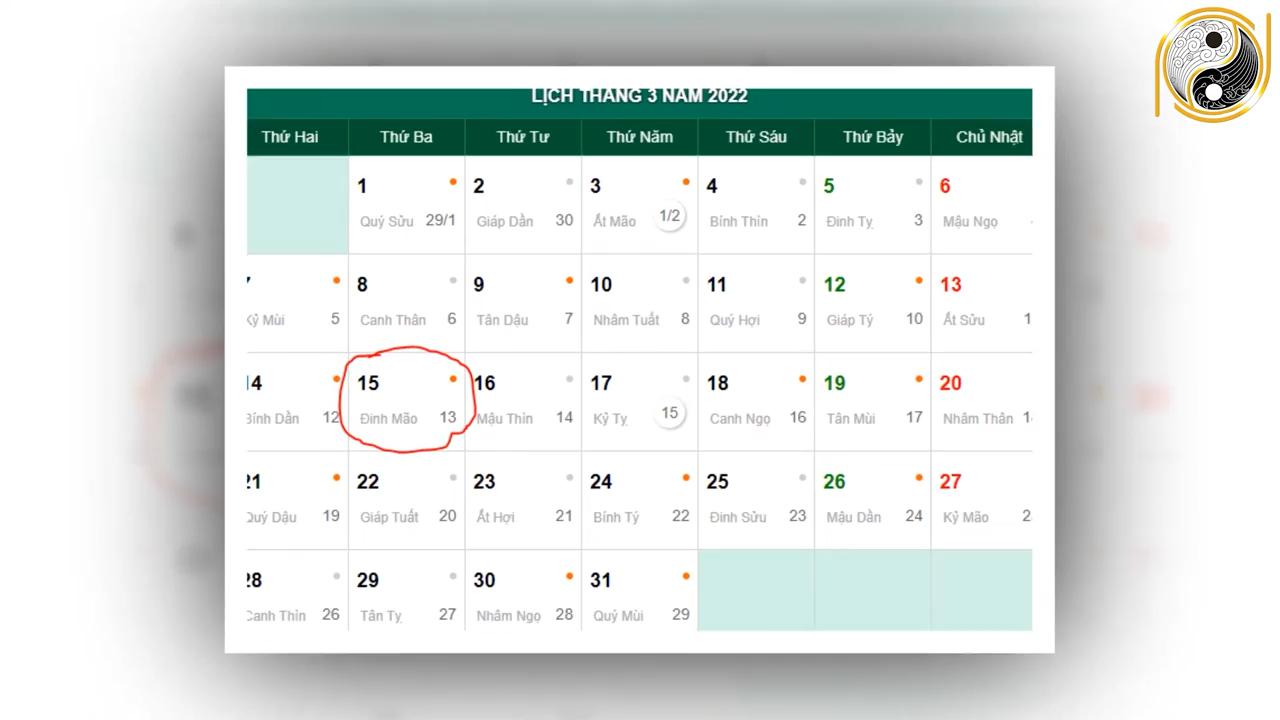 LỊCH THÁNG 3 NĂM 2022
Thứ Hai Thứ Ba Thứ Tư Thứ Năm Thứ Sáu Thứ Bảy Chủ Nhật
1 2 3 4 5 6
Quý Sửu 29/1 Giáp Dần 30 Ất Mão 1/2 Bính Thìn 2 Đinh Tỵ 3 Mậu Ngọ
8 9 10 11 12 13
Kỷ Mùi 5 Canh Thân 6 Tân Dậu 7 Nhâm Tuất 8 Quý Hợi 9 Giáp Tý 10 Ất Sửu
14 15 16 17 18 19 20
Bính Dần 12 Đinh Mão 13 Mậu Thìn 14 Kỷ Tỵ 15 Canh Ngọ 16 Tân Mùi 17 Nhâm Thân
21 22 23 24 25 26 27
Quý Dậu 19 Giáp Tuất 20 Ất Hợi 21 Bính Tý 22 Đinh Sửu 23 Mậu Dần 24 Kỷ Mão
28 29 30 31
Canh Thìn 26 Tân Tỵ 27 Nhâm Ngọ 28 Quý Mùi 29